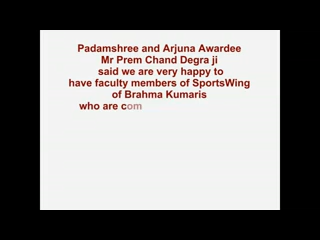 Padamshree and Arjuna Awardee
Mr Prem Chand Degra ji
said we are very happy to
have faculty members of SportsWing
of Brahma Kumaris
who are com